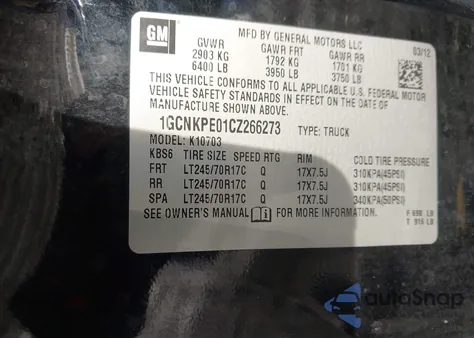 GM
MFD BY GENERAL MOTORS LLC
03/12
GVWR GAWR FRT GAWR RR
2903 KG 1792 KG 1701 KG
6400 LB 3950 LB 3750 LB
THIS VEHICLE CONFORMS TO ALL APPLICABLE U.S. FEDERAL MOTOR
VEHICLE SAFETY STANDARDS IN EFFECT ON THE DATE OF
MANUFACTURE SHOWN ABOVE.
1GCNKPE01CZ266273 TYPE: TRUCK
MODEL: K10703
KBS6 TIRE SIZE SPEED RTG RIM COLD TIRE PRESSURE
FRT LT245/70R17C Q 17X7.5J 310KPA(45PSI)
RR LT245/70R17C Q 17X7.5J 310KPA(45PSI)
SPA LT245/70R17C Q 17X7.5J 340KPA(50PSI)
SEE OWNER'S MANUAL FOR MORE INFORMATION.
F 698 LB
T 916 LB
autoSnap